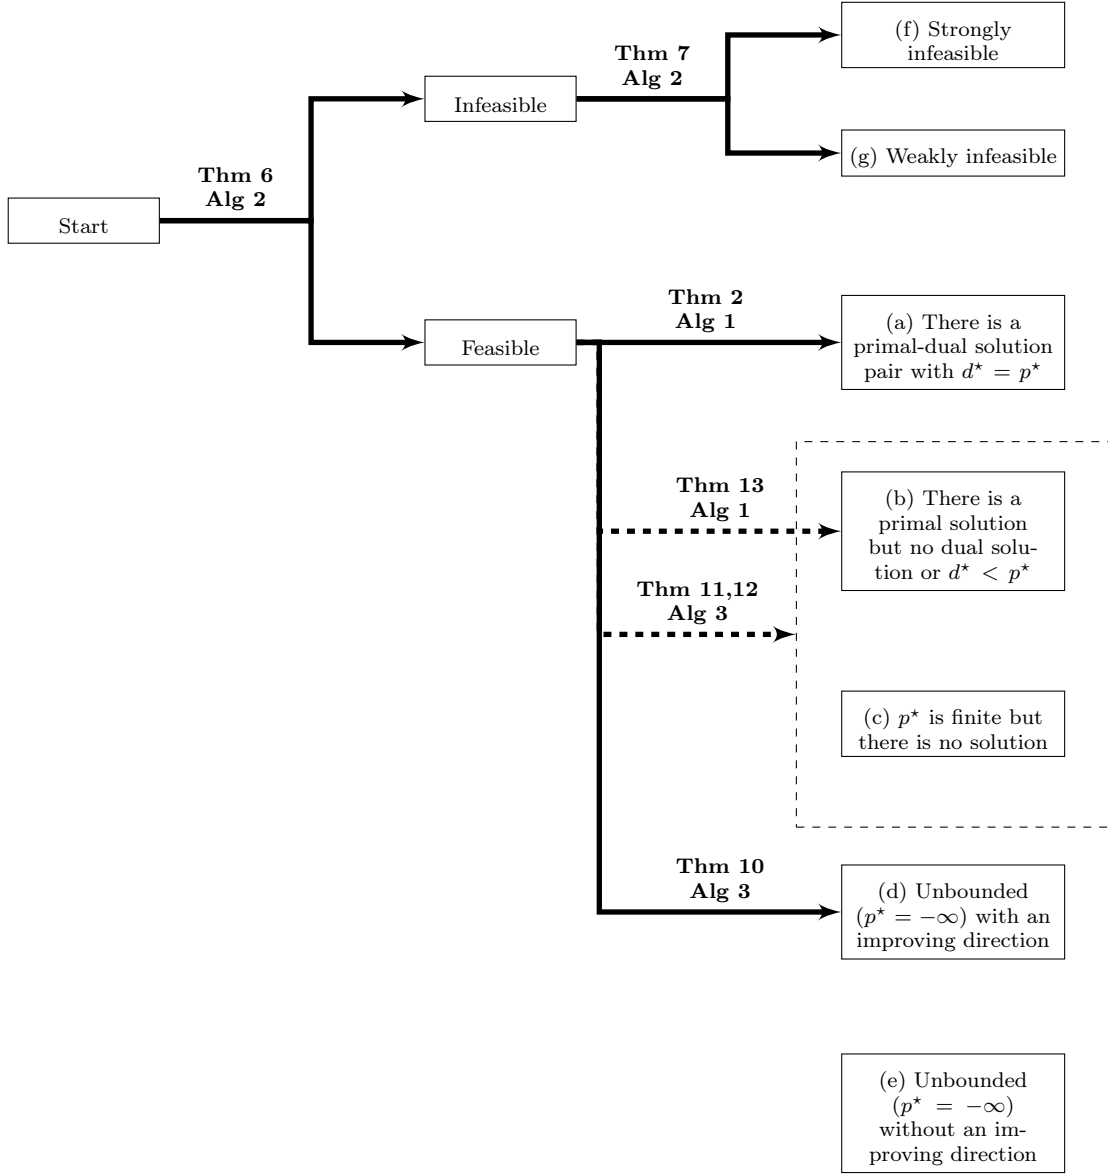 (f) Strongly
infeasible
Thm 7
Alg 2
Infeasible
(g) Weakly infeasible
Thm 6
Alg 2
Start
Thm 2
Alg 1
Feasible
(a) There is a
primal-dual solution
pair with d⋆ = p⋆
Thm 13
Alg 1
(b) There is a
primal solution
but no dual solu-
tion or d⋆ < p⋆
Thm 11,12
Alg 3
(c) p⋆ is finite but
there is no solution
Thm 10
Alg 3
(d) Unbounded
(p⋆ = −∞) with an
improving direction
(e) Unbounded
(p⋆ = −∞)
without an im-
proving direction